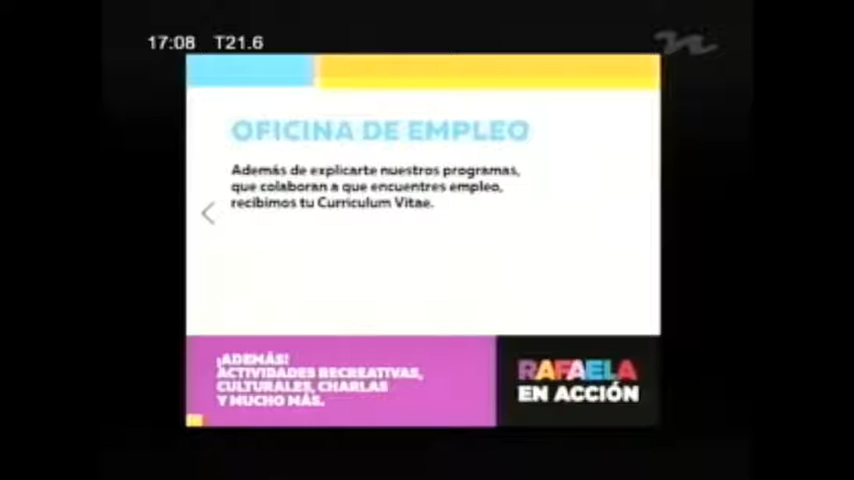 17:08 T21.6
OFICINA DE EMPLEO
Además de explicarte nuestros programas,
que colaboran a que encuentres empleo,
recibimos tu Curriculum Vitae.
¡ADEMÁS!
ACTIVIDADES RECREATIVAS,
CULTURALES, CHARLAS
Y MUCHO MÁS.
RAFAELA
EN ACCIÓN